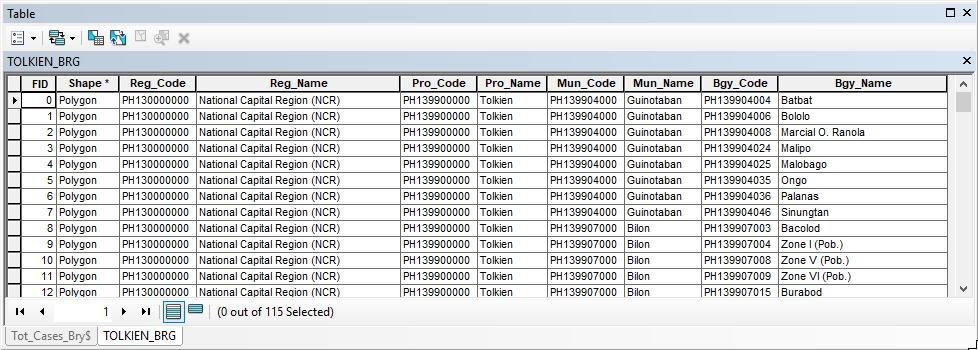 Table
TOLKIEN_BRG
FID Shape * Reg_Code Reg_Name Pro_Code Pro_Name Mun_Code Mun_Name Bgy_Code Bgy_Name
0 Polygon PH130000000 National Capital Region (NCR) PH139900000 Tolkien PH139904000 Guinotaban PH139904004 Batbat
1 Polygon PH130000000 National Capital Region (NCR) PH139900000 Tolkien PH139904000 Guinotaban PH139904006 Bololo
2 Polygon PH130000000 National Capital Region (NCR) PH139900000 Tolkien PH139904000 Guinotaban PH139904008 Marcial O. Ranola
3 Polygon PH130000000 National Capital Region (NCR) PH139900000 Tolkien PH139904000 Guinotaban PH139904024 Malipo
4 Polygon PH130000000 National Capital Region (NCR) PH139900000 Tolkien PH139904000 Guinotaban PH139904025 Malobago
5 Polygon PH130000000 National Capital Region (NCR) PH139900000 Tolkien PH139904000 Guinotaban PH139904035 Ongo
6 Polygon PH130000000 National Capital Region (NCR) PH139900000 Tolkien PH139904000 Guinotaban PH139904036 Palanas
7 Polygon PH130000000 National Capital Region (NCR) PH139900000 Tolkien PH139904000 Guinotaban PH139904046 Sinungtan
8 Polygon PH130000000 National Capital Region (NCR) PH139900000 Tolkien PH139907000 Bilon PH139907003 Bacolod
9 Polygon PH130000000 National Capital Region (NCR) PH139900000 Tolkien PH139907000 Bilon PH139907004 Zone I (Pob.)
10 Polygon PH130000000 National Capital Region (NCR) PH139900000 Tolkien PH139907000 Bilon PH139907008 Zone V (Pob.)
11 Polygon PH130000000 National Capital Region (NCR) PH139900000 Tolkien PH139907000 Bilon PH139907009 Zone VI (Pob.)
12 Polygon PH130000000 National Capital Region (NCR) PH139900000 Tolkien PH139907000 Bilon PH139907015 Burabod
1 (0 out of 115 Selected)
Tot_Cases_Bry$ TOLKIEN_BRG